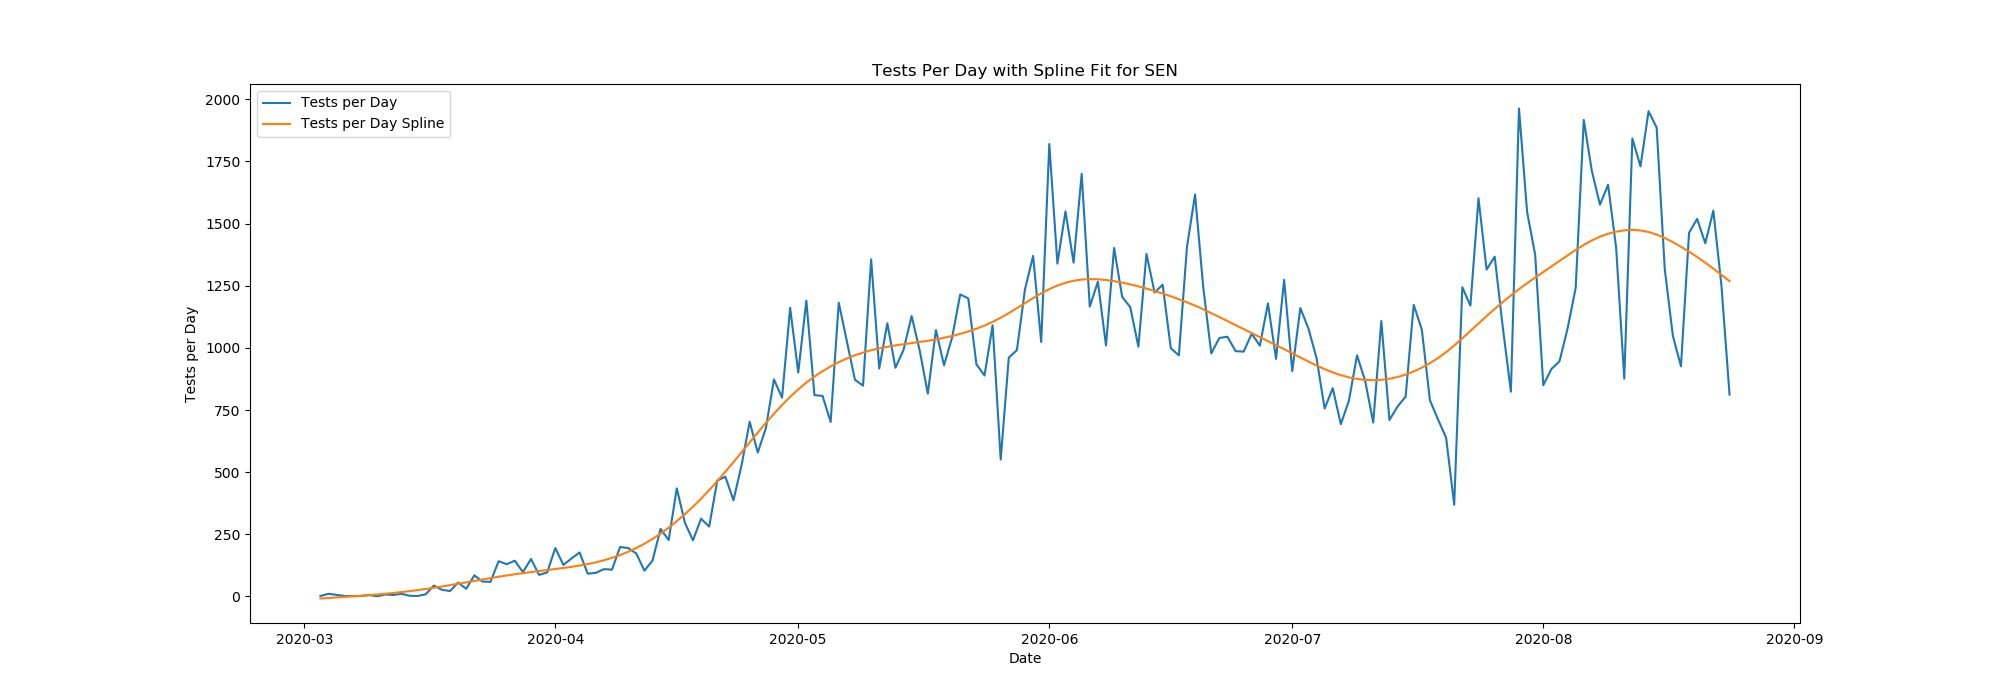 Tests Per Day with Spline Fit for SEN
Tests per Day
Tests per Day Spline
2000
1750
1500
1250
1000
750
500
250
0
Tests per Day
2020-03 2020-04 2020-05 2020-06 2020-07 2020-08 2020-09
Date